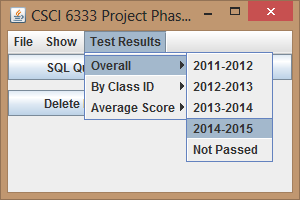 CSCI 6333 Project Phas...
File Show Test Results
SQL Qu
Overall
2011-2012
By Class ID
2012-2013
Delete
Average Score
2013-2014
2014-2015
Not Passed